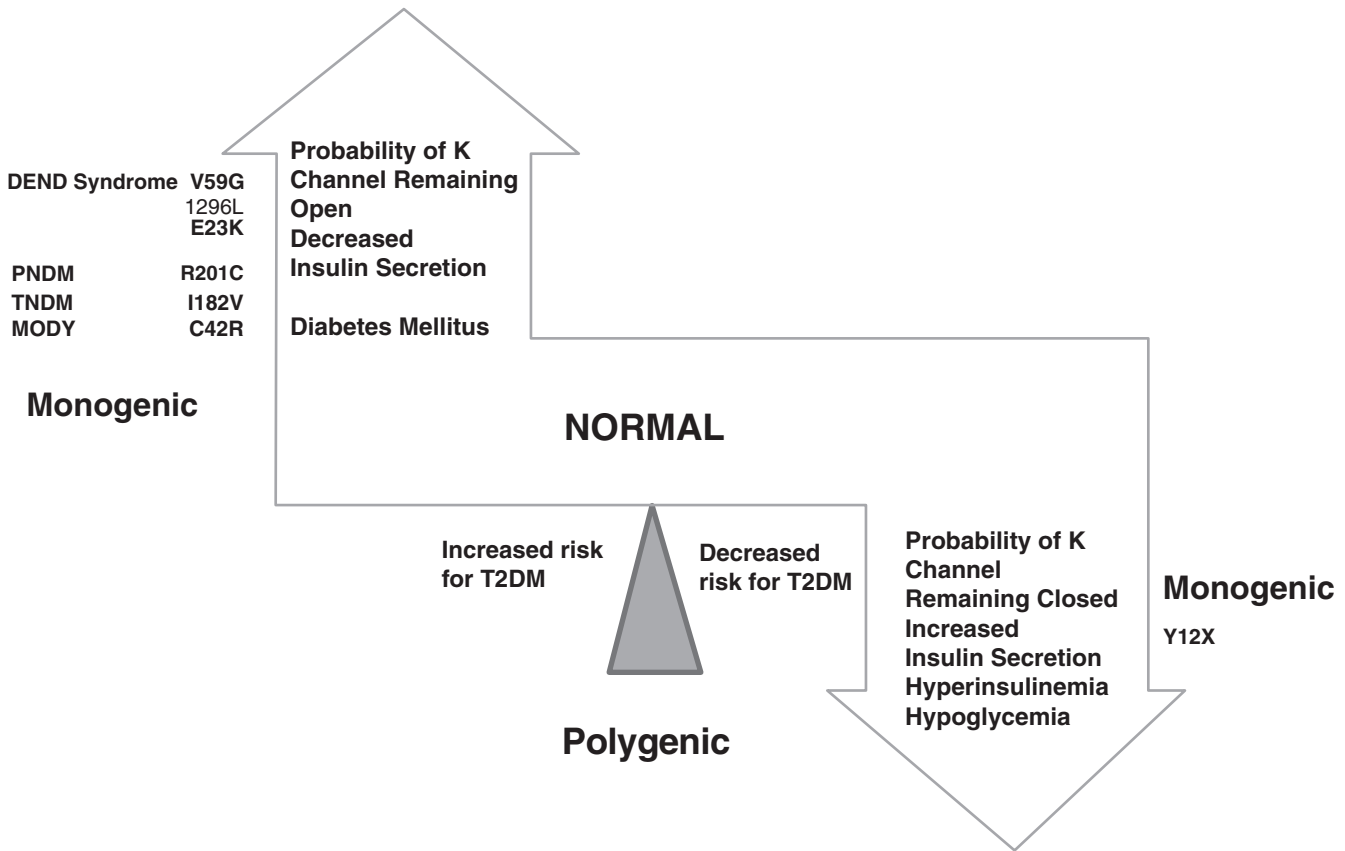 Probability of K
Channel Remaining
Open
Decreased
Insulin Secretion
Diabetes Mellitus
DEND Syndrome V59G
1296L
E23K
PNDM R201C
TNDM I182V
MODY C42R
Monogenic
NORMAL
Increased risk
for T2DM
Decreased
risk for T2DM
Polygenic
Probability of K
Channel
Remaining Closed
Increased
Insulin Secretion
Hyperinsulinemia
Hypoglycemia
Monogenic
Y12X